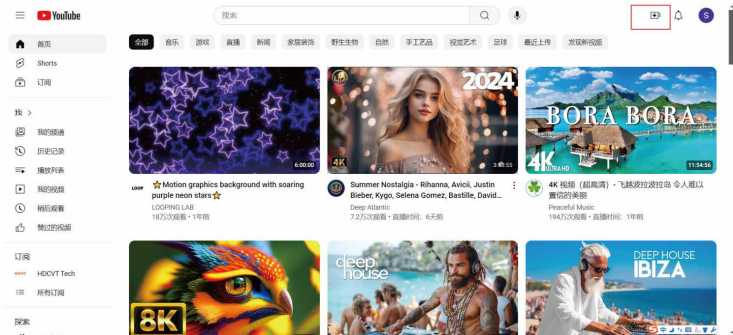 YouTube
搜索
S
首页
Shorts
订阅
全部 音乐 游戏 直播 新闻 家居装饰 野生生物 自然 手工艺品 视觉艺术 足球 最近上传 发现新视频
我
我的频道
历史记录
播放列表
我的视频
稍后观看
赞过的视频
订阅
HDCVT Tech
所有订阅
探索
6:00:00
LOOP
⭐Motion graphics background with soaring
purple neon stars⭐
LOOPING LAB
18万次观看・1年前
2024
4K
Summer Nostalgia - Rihanna, Avicii, Justin
Bieber, Kygo, Selena Gomez, Bastille, David...
Deep Atlantic
7.2万次观看・直播时间：6天前
BORA BORA
4K ULTRA HD
11:54:56
4K 视频（超高清）- 飞越波拉波拉岛 令人难以
置信的美丽
Peaceful Music
194万次观看・直播时间：1年前
8K
deep
house
DEEP HOUSE
IBIZA